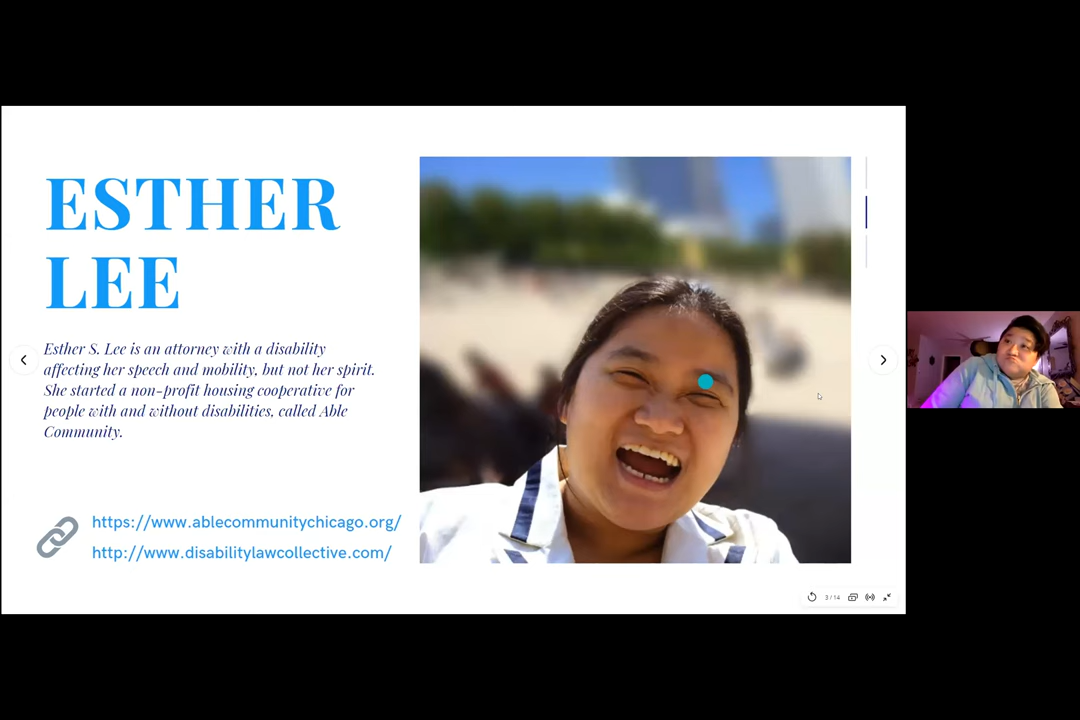 ESTHER
LEE
Esther S. Lee is an attorney with a disability
affecting her speech and mobility, but not her spirit.
She started a non-profit housing cooperative for
people with and without disabilities, called Able
Community.
https://www.ablecommunitychicago.org/
http://www.disabilitylawcollective.com/
3 / 14